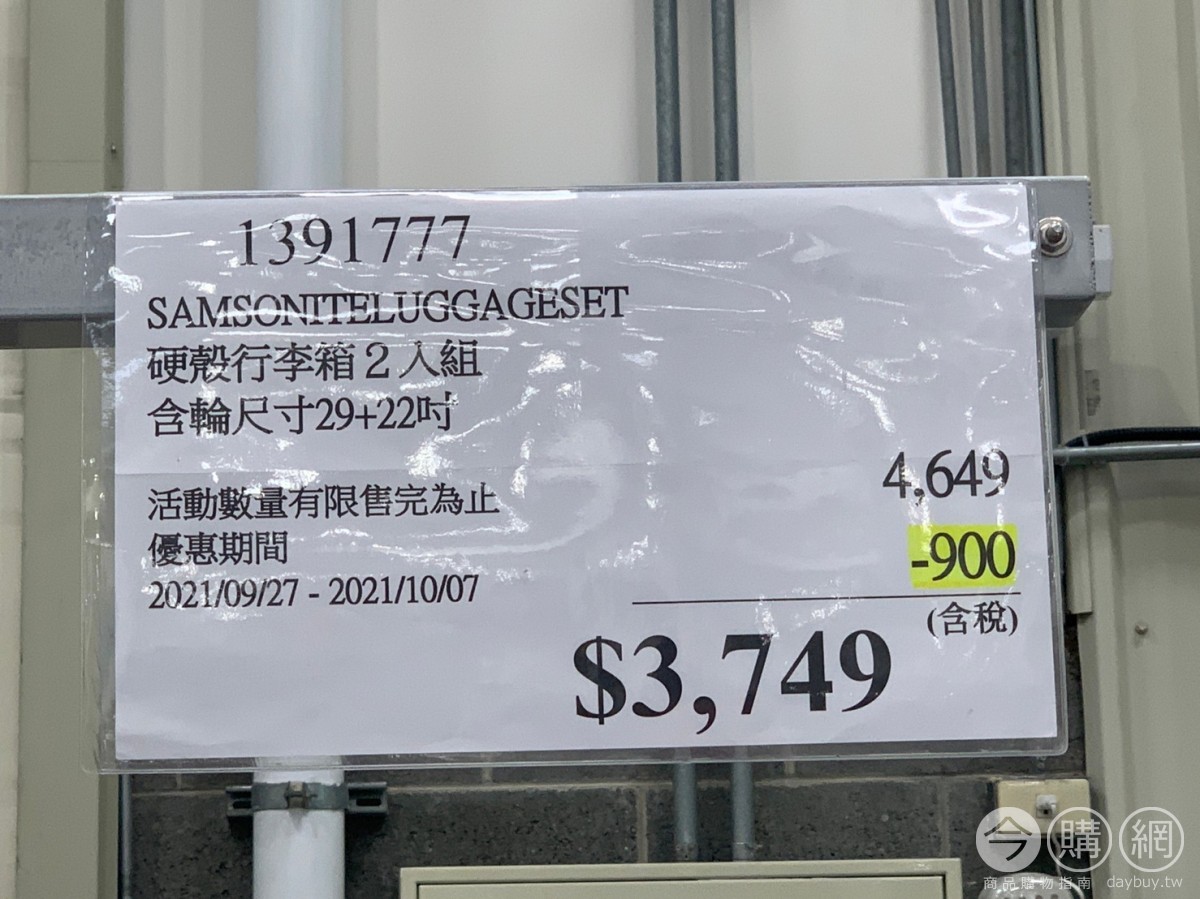 1391777
SAMSONITELUGGAGESET
硬殼行李箱2入組
含輪尺寸29+22吋
活動數量有限售完為止
優惠期間
2021/09/27 - 2021/10/07
4,649
-900
(含稅)
$3,749
今購網
商品購物指南 daybuy.tw